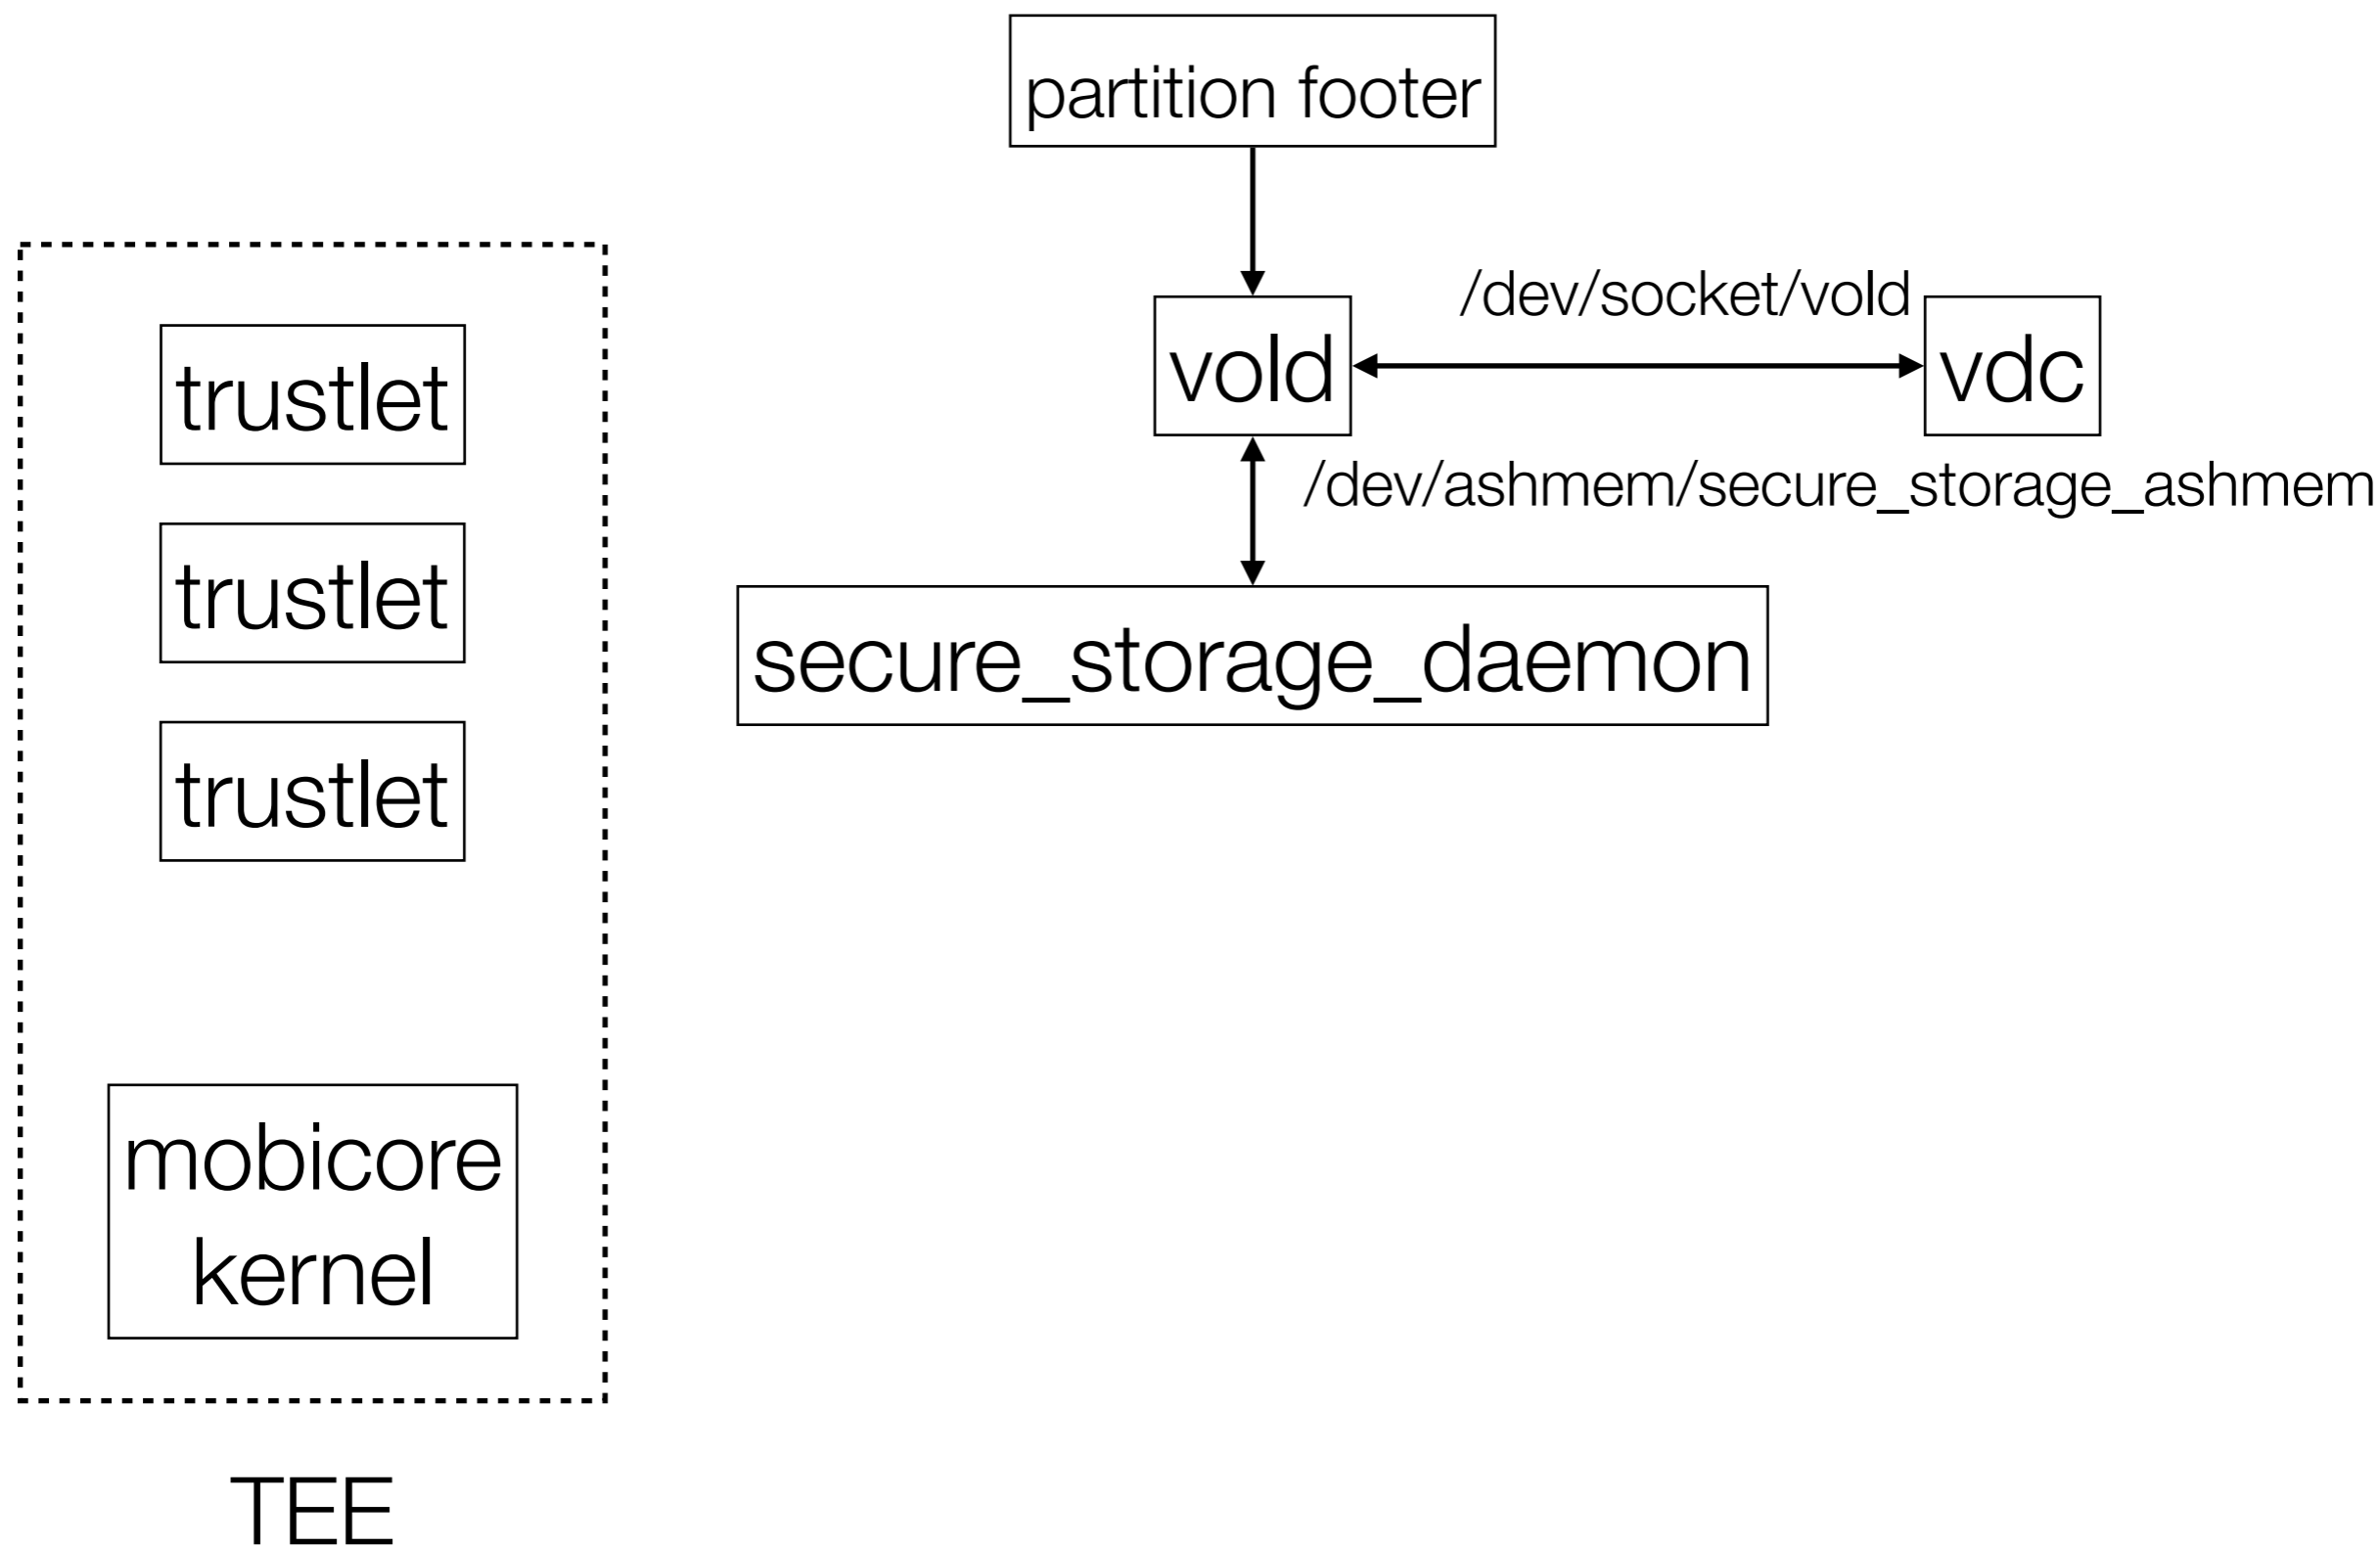 partition footer
trustlet
trustlet
trustlet
mobicore
kernel
TEE
vold
/dev/socket/vold
vdc
/dev/ashmem/secure_storage_ashmem
secure_storage_daemon